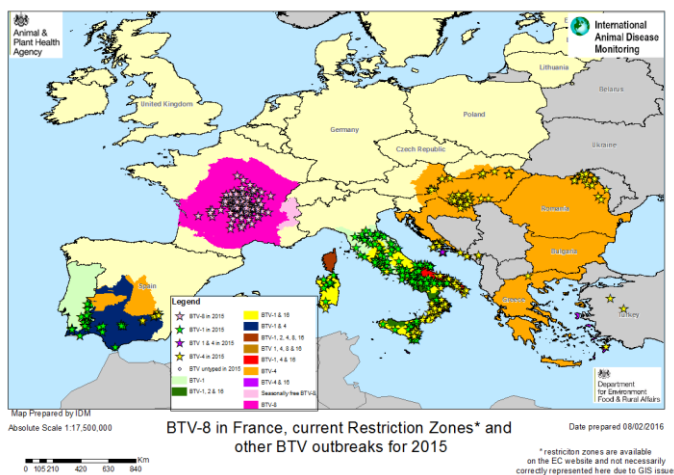 Animal &
Plant Health
Agency
International
Animal Disease
Monitoring
Lithuania
Belarus
United Kingdom
Poland
Germany
Ukraine
Czech Republic
Romania
Bulgaria
Spain
Greece
Turkey
Legend
BTV-8 in 2015
BTV-1 in 2015
BTV-1 & 4 in 2015
BTV-4 in 2015
BTV untyped in 2015
BTV-1
BTV-1, 2 & 16
BTV-1 & 16
BTV-1 & 4
BTV-1, 2, 4, 8, 16
BTV-1, 4, 8 & 16
BTV-1, 4 & 16
BTV-4
BTV-4 & 16
Seasonally free BTV-8
BTV-8
Department
for Environment
Food & Rural Affairs
Map Prepared by IDM
Absolute Scale 1:17,500,000
BTV-8 in France, current Restriction Zones* and
other BTV outbreaks for 2015
Date prepared 08/02/2016
* restriciton zones are available
on the EC website and not necessarily
correctly represented here due to GIS issue
0 105 210 420 630 840 Km